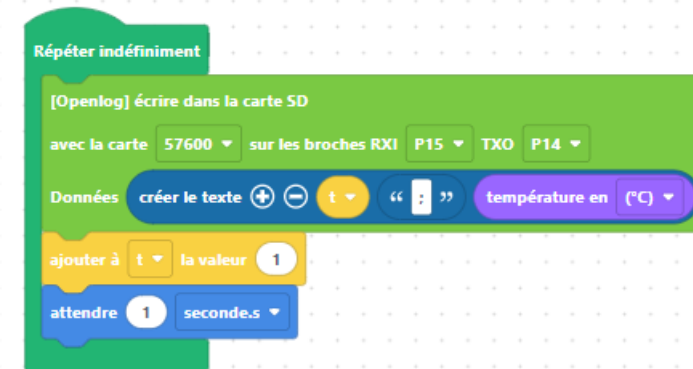 Répéter indéfiniment
[Openlog] écrire dans la carte SD
avec la carte 57600 sur les broches RXI P15 TXO P14
Données créer le texte + - t “ ; ” température en (°C)
ajouter à t la valeur 1
attendre 1 seconde.s